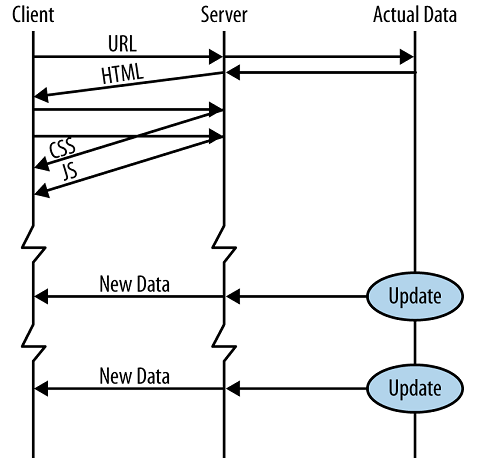 Client Server Actual Data
URL
HTML
CSS
JS
New Data Update
New Data Update